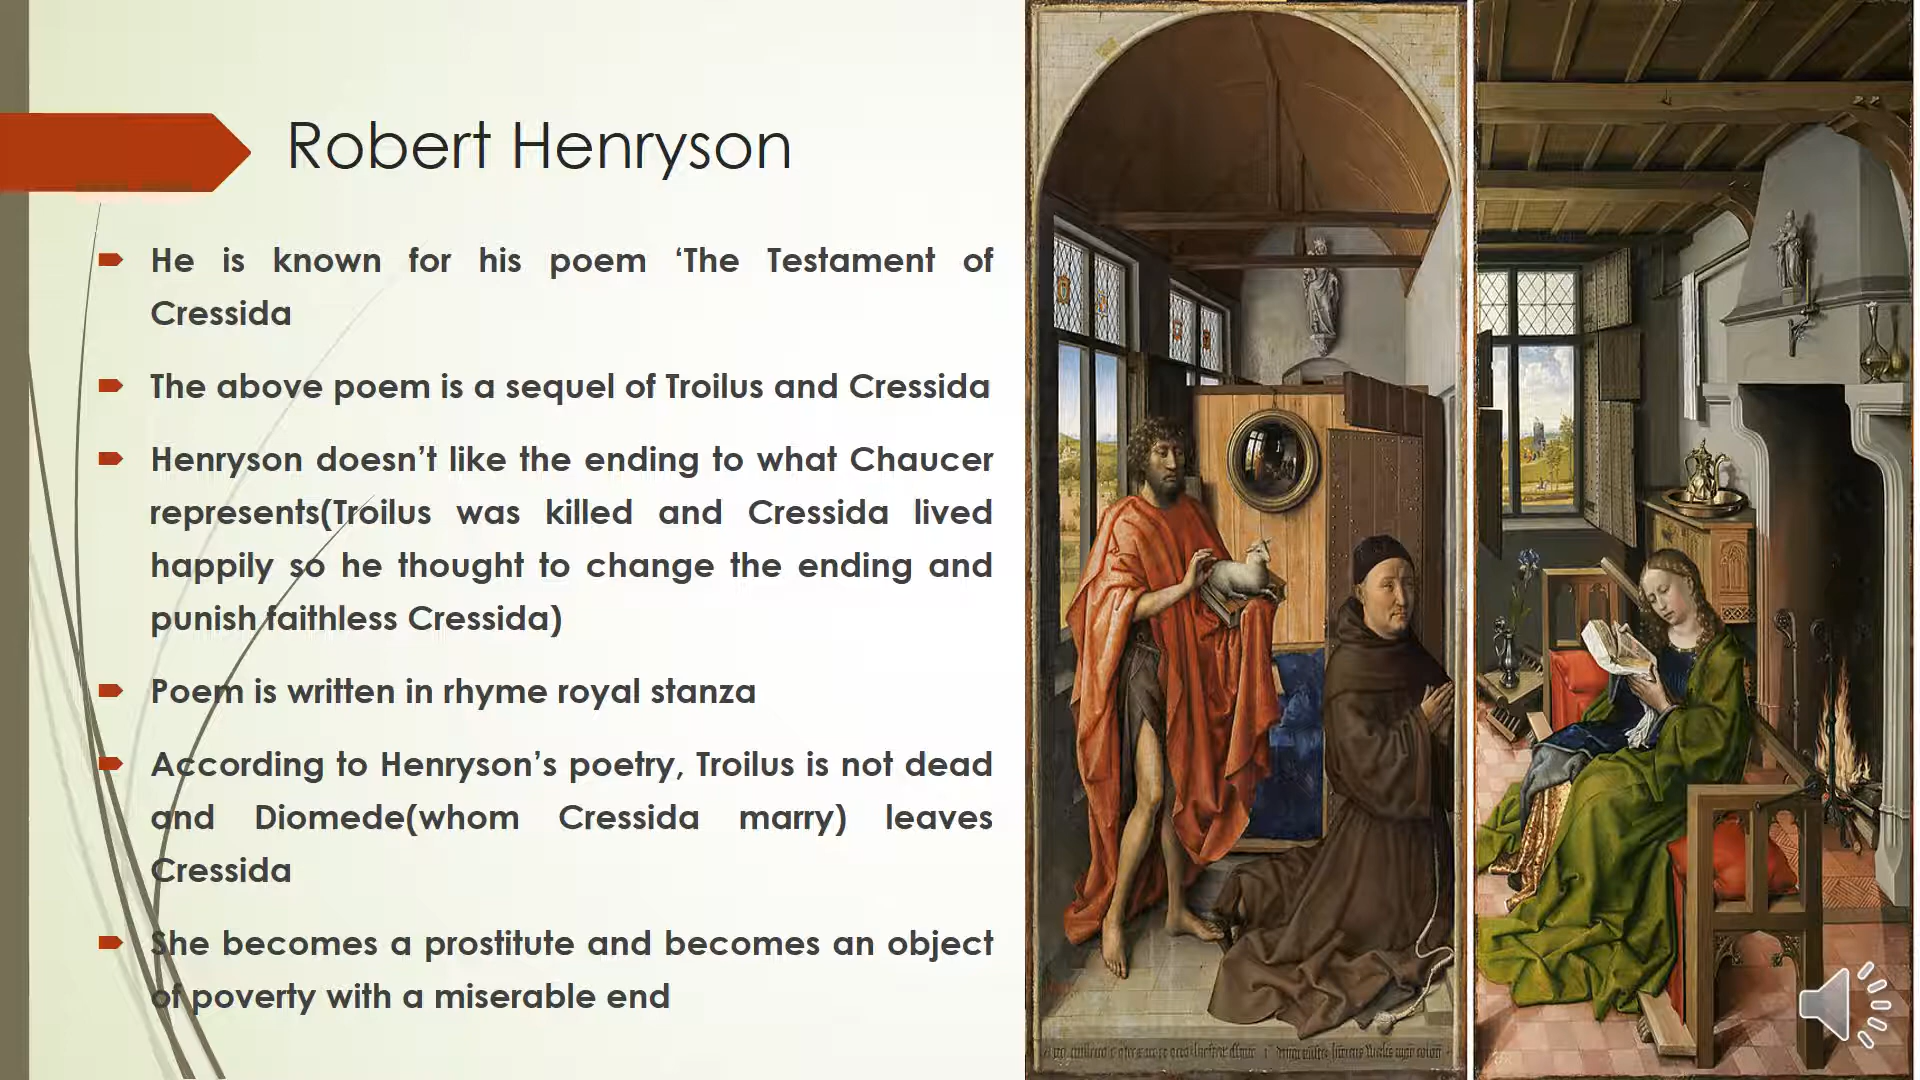 Robert Henryson
He is known for his poem ‘The Testament of
Cressida
The above poem is a sequel of Troilus and Cressida
Henryson doesn’t like the ending to what Chaucer
represents(Troilus was killed and Cressida lived
happily so he thought to change the ending and
punish faithless Cressida)
Poem is written in rhyme royal stanza
According to Henryson’s poetry, Troilus is not dead
and Diomede(whom Cressida marry) leaves
Cressida
She becomes a prostitute and becomes an object
of poverty with a miserable end